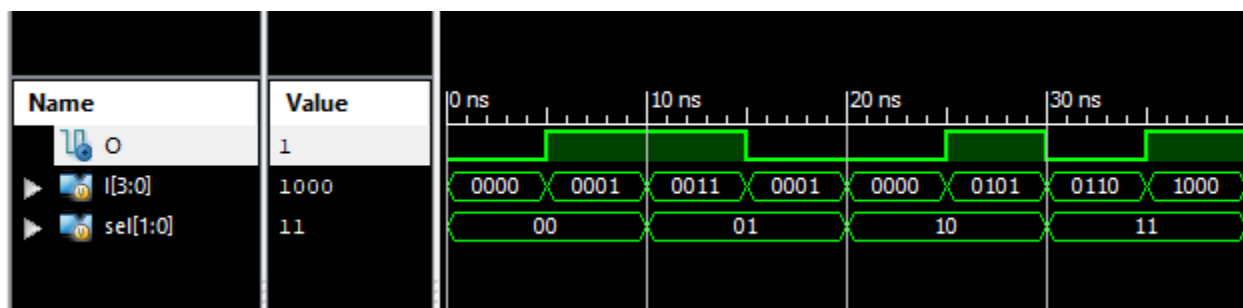 Name Value 0 ns 10 ns 20 ns 30 ns
O 1
I[3:0] 1000 0000 0001 0011 0001 0000 0101 0110 1000
sel[1:0] 11 00 01 10 11